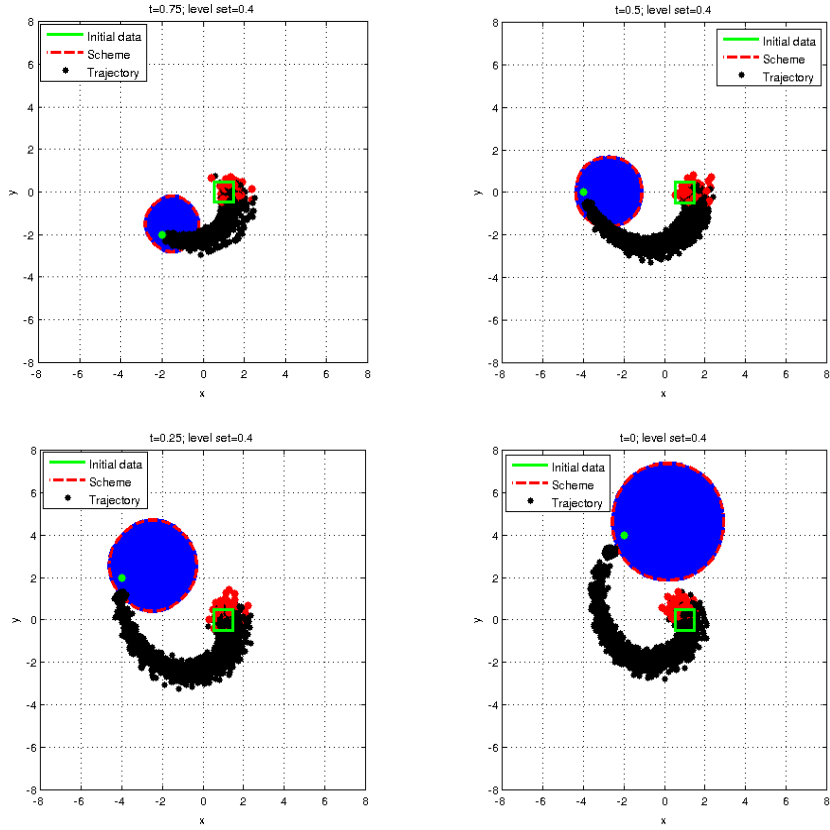 t=0.75; level set=0.4
8
6
4
2
0
-2
-4
-6
-8
-8 -6 -4 -2 0 2 4 6 8
x
y
Initial data
Scheme
Trajectory
t=0.5; level set=0.4
8
6
4
2
0
-2
-4
-6
-8
-8 -6 -4 -2 0 2 4 6 8
x
y
Initial data
Scheme
Trajectory
t=0.25; level set=0.4
8
6
4
2
0
-2
-4
-6
-8
-8 -6 -4 -2 0 2 4 6 8
x
y
Initial data
Scheme
Trajectory
t=0; level set=0.4
8
6
4
2
0
-2
-4
-6
-8
-8 -6 -4 -2 0 2 4 6 8
x
y
Initial data
Scheme
Trajectory